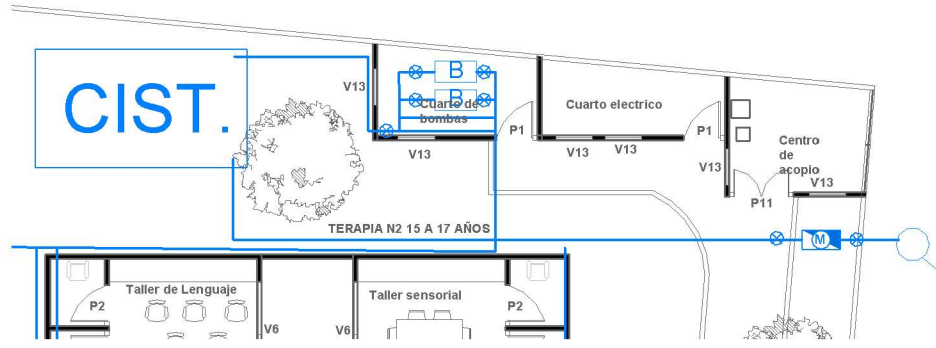 CIST.
V13
B
B
Cuarto de
bombas
V13
P1
Cuarto electrico
V13
V13
P1
V13
Centro
de
acopio
V13
P11
M
TERAPIA N2 15 A 17 AÑOS
P2
Taller de Lenguaje
V6
V6
Taller sensorial
P2